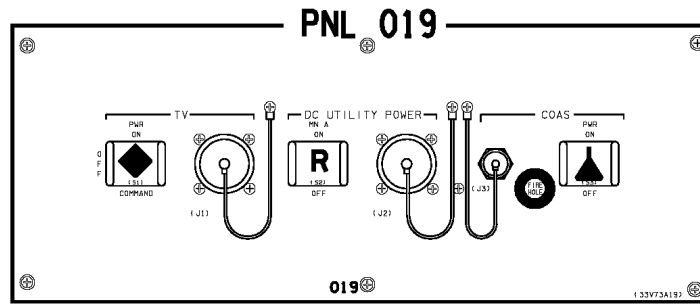 PNL 019
TV
DC UTILITY POWER
COAS
PWR
ON
OFF
(S1)
COMMAND
(J1)
MN A
ON
R
(S2)
OFF
(J2)
(J3)
FIRE
HOLE
PWR
ON
(S3)
OFF
019
(33V73A19)